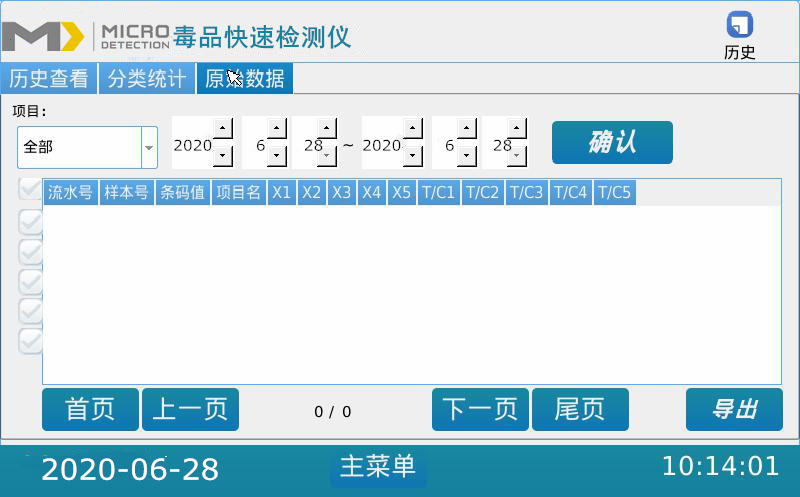 MICRO DETECTION 毒品快速检测仪
历史
历史查看 分类统计 原始数据
项目:
全部 2020 6 28 ~ 2020 6 28 确认
流水号 样本号 条码值 项目名 X1 X2 X3 X4 X5 T/C1 T/C2 T/C3 T/C4 T/C5
首页 上一页 0 / 0 下一页 尾页 导出
2020-06-28 主菜单 10:14:01